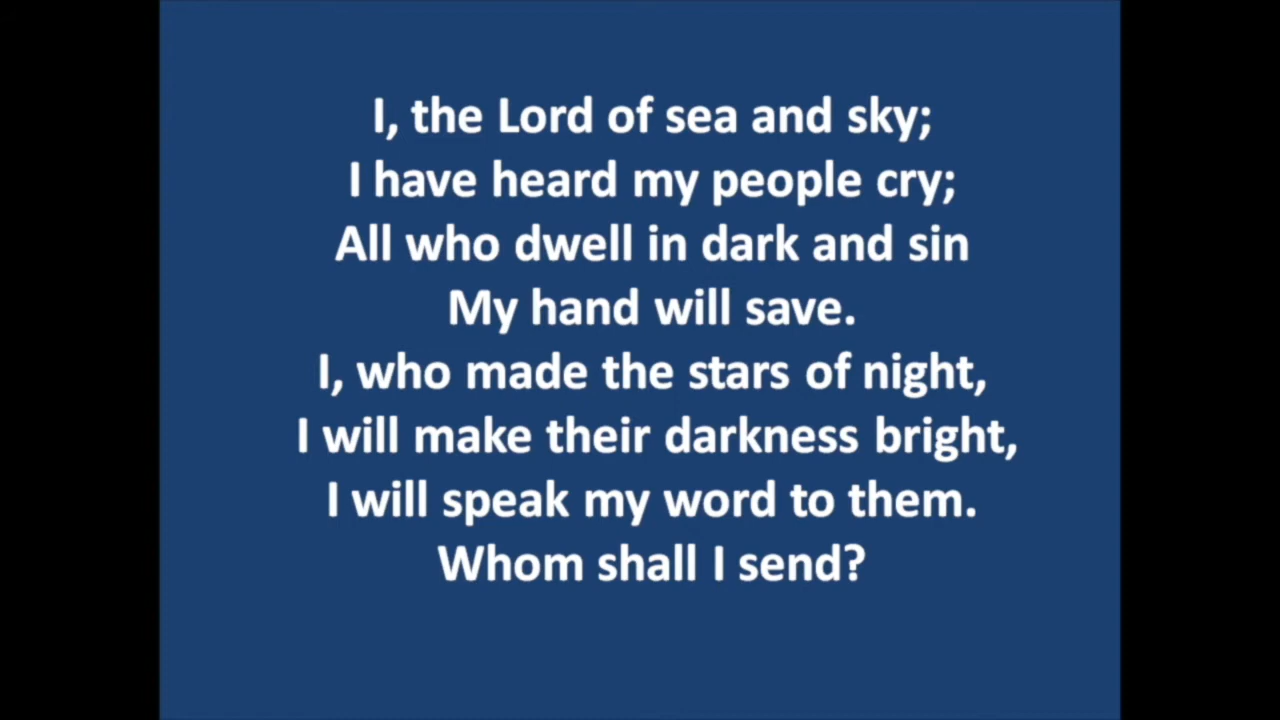 I, the Lord of sea and sky;
I have heard my people cry;
All who dwell in dark and sin
My hand will save.
I, who made the stars of night,
I will make their darkness bright,
I will speak my word to them.
Whom shall I send?